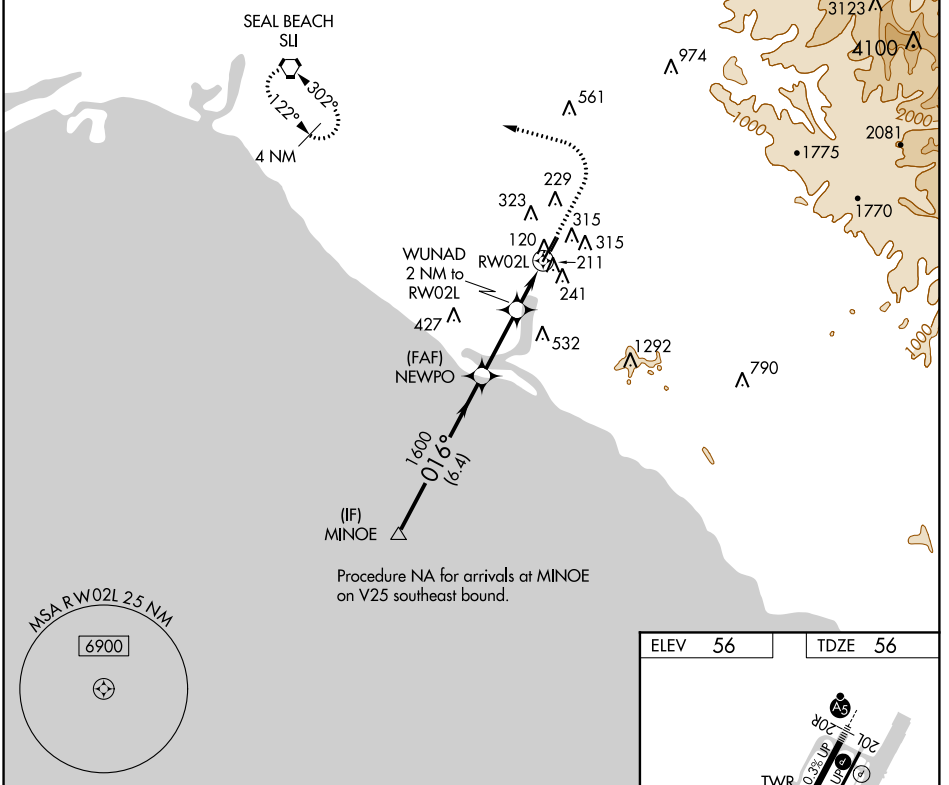 SEAL BEACH
SLI
302°
122°
4 NM
3123
4100
974
561
1000
2000
2081
1775
1770
229
323
315
120
315
RW02L
211
241
WUNAD
2 NM to
RW02L
427
532
1292
790
1000
(FAF)
NEWPO
1600
016°
(6.4)
(IF)
MINOE
Procedure NA for arrivals at MINOE
on V25 southeast bound.
MSA RW02L 25 NM
6900
ELEV 56
TDZE 56
A5
20R
20L
0.3% UP
UP
P
P
TWR